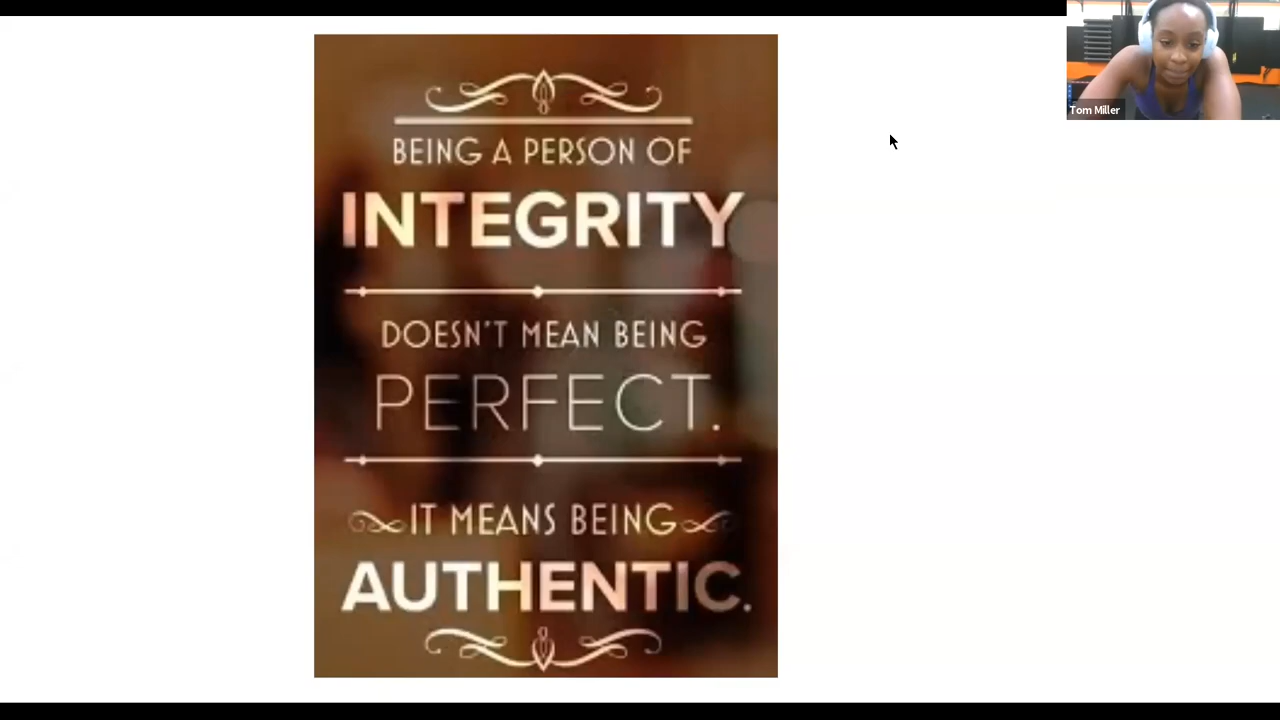 BEING A PERSON OF
INTEGRITY
DOESN'T MEAN BEING
PERFECT.
IT MEANS BEING
AUTHENTIC.
Tom Miller